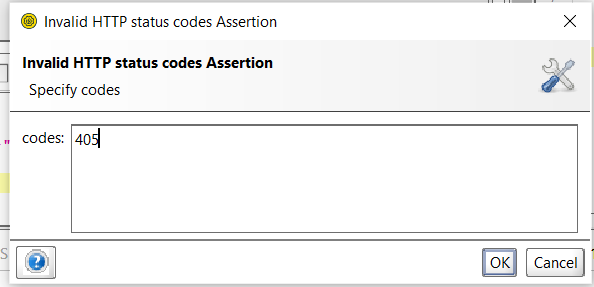 Invalid HTTP status codes Assertion
Invalid HTTP status codes Assertion
Specify codes
codes: 405
OK Cancel